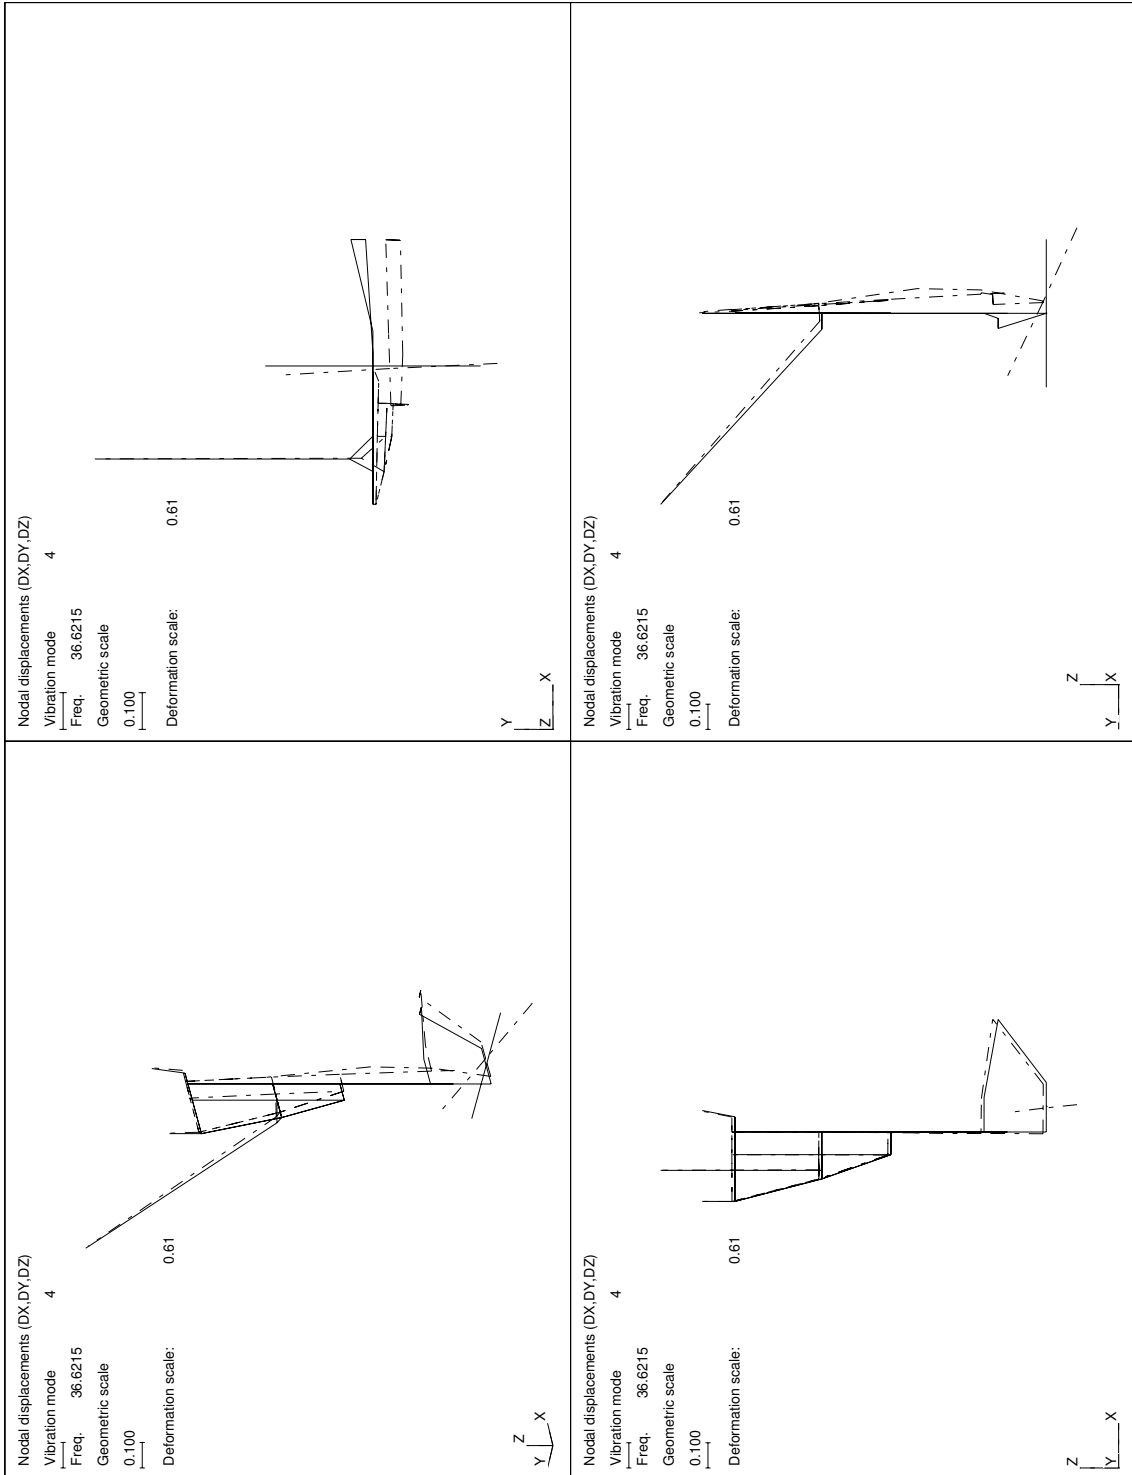 Nodal displacements (DX,DY,DZ)
Vibration mode 4
Freq. 36.6215
Geometric scale
0.100
Deformation scale: 0.61
Z
Y X
Nodal displacements (DX,DY,DZ)
Vibration mode 4
Freq. 36.6215
Geometric scale
0.100
Deformation scale: 0.61
Y
Z X
Nodal displacements (DX,DY,DZ)
Vibration mode 4
Freq. 36.6215
Geometric scale
0.100
Deformation scale: 0.61
Z
Y X
Nodal displacements (DX,DY,DZ)
Vibration mode 4
Freq. 36.6215
Geometric scale
0.100
Deformation scale: 0.61
Z
Y X